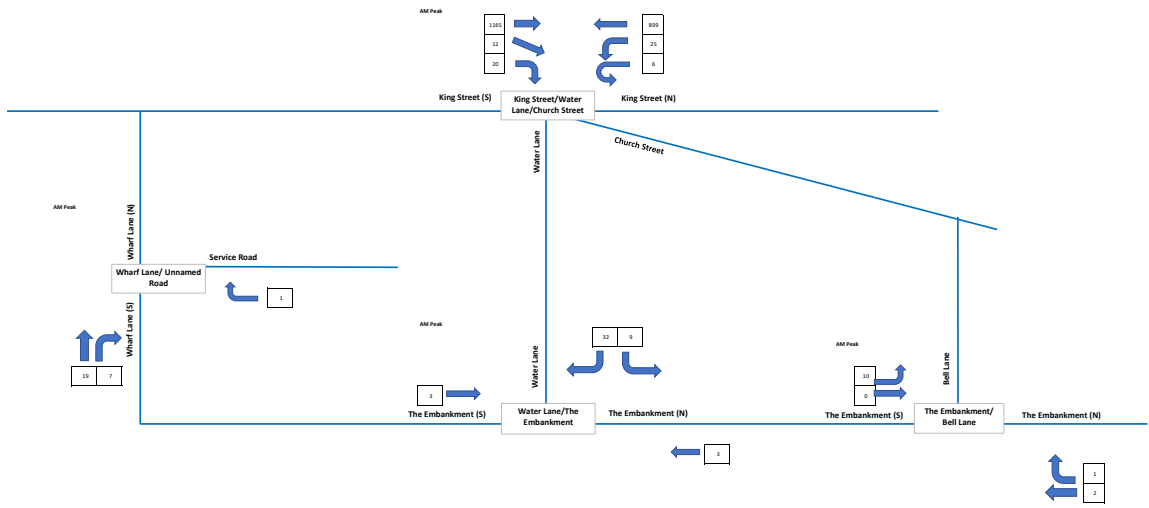 AM Peak
1165
12
20
899
25
6
King Street (S)
King Street/Water
Lane/Church Street
King Street (N)
Water Lane
Church Street
AM Peak
Wharf Lane (N)
Service Road
Wharf Lane/ Unnamed
Road
1
Wharf Lane (S)
19 7
AM Peak
32 9
Water Lane
3
The Embankment (S)
Water Lane/The
Embankment
The Embankment (N)
3
AM Peak
10
0
Bell Lane
The Embankment (S)
The Embankment/
Bell Lane
The Embankment (N)
1
2